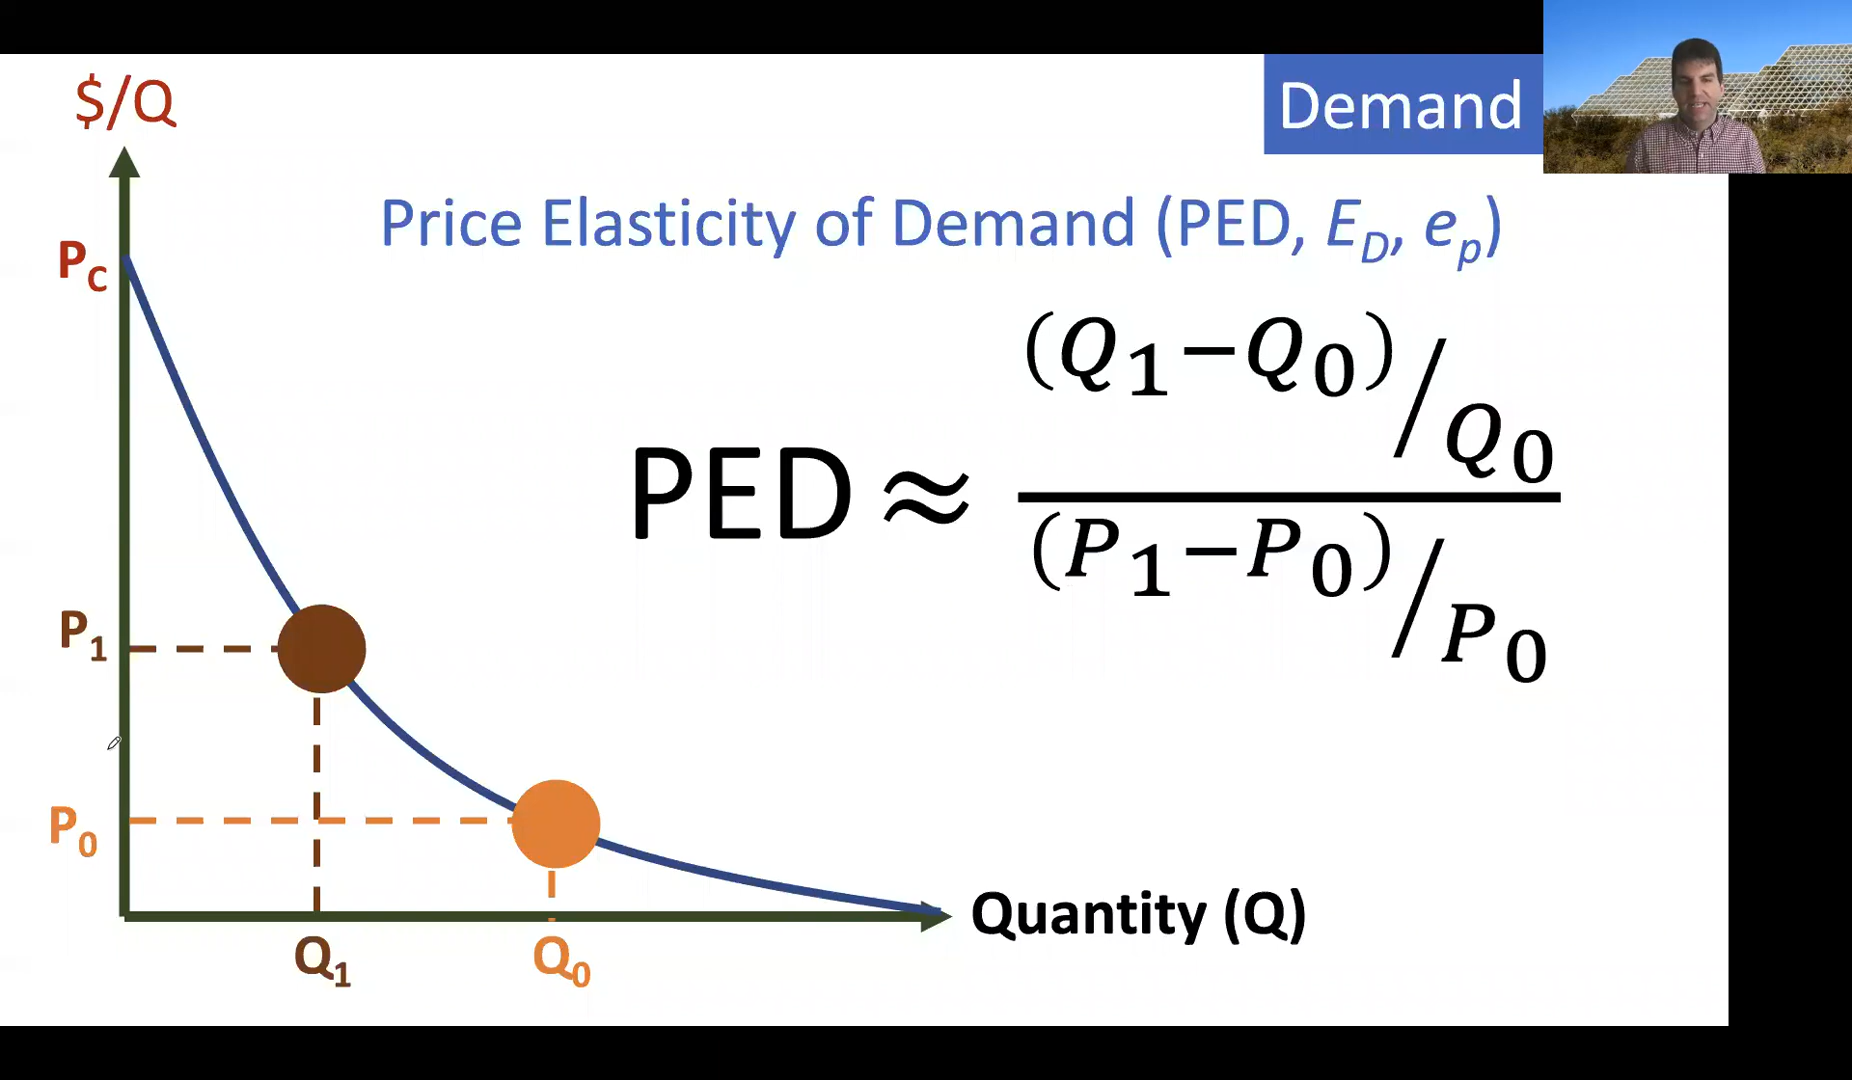 $/Q
Demand
Price Elasticity of Demand (PED, E_D, e_p)
P_C
PED ≈ ((Q_1−Q_0)/Q_0)/((P_1−P_0)/P_0)
P_1
P_0
Quantity (Q)
Q_1 Q_0